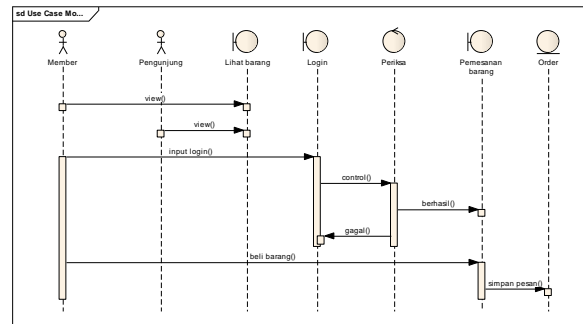 sd Use Case Mo...
Member
Pengunjung
Lihat barang
Login
Periksa
Pemesanan
barang
Order
view()
view()
input login()
control()
berhasil()
gagal()
beli barang()
simpan pesan()